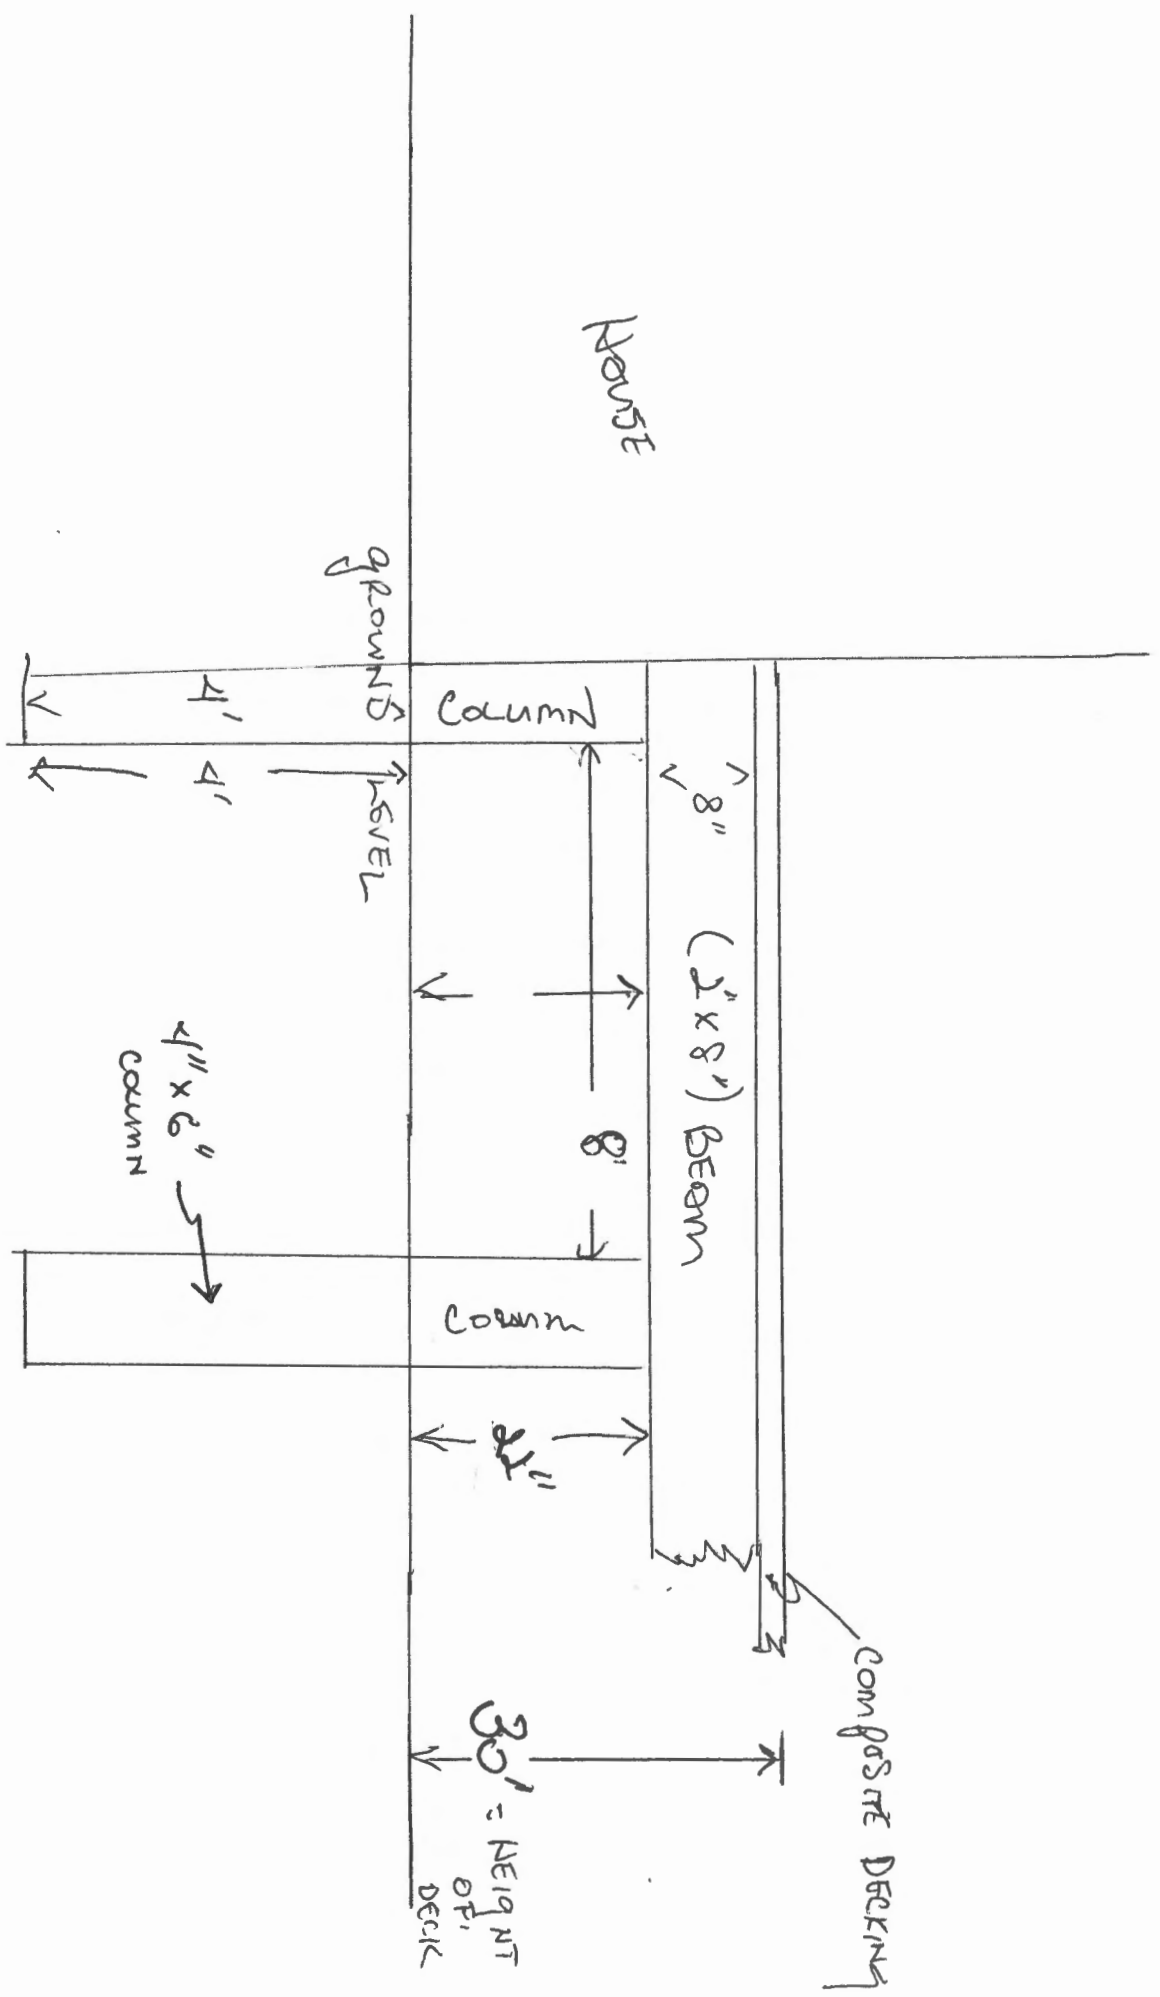 HOUSE
COMPOSITE DECKING
8" (2"x8") BEAM
COLUMN
8'
COLUMN
22"
30' = HEIGHT
OF
DECK
GROUND LEVEL
4'
4'
4"x6"
COLUMN